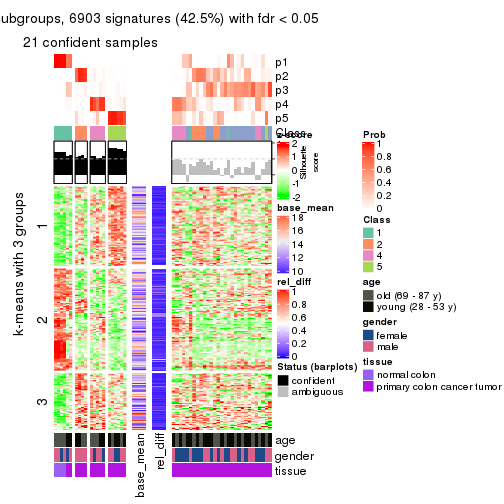 ubgroups, 6903 signatures (42.5%) with fdr < 0.05
21 confident samples
p1
p2
p3
p4
p5
Class
z-score
2
1
0
-1
-2
Silhouette
score
base_mean
18
16
14
12
10
rel_diff
1
0.8
0.6
0.4
0.2
0
Status (barplots)
confident
ambiguous
Prob
1
0.8
0.6
0.4
0.2
0
Class
1
2
4
5
age
old (69 - 87 y)
young (28 - 53 y)
gender
female
male
tissue
normal colon
primary colon cancer tumor
k-means with 3 groups
1
2
3
age
gender
tissue
base_mean
rel_diff